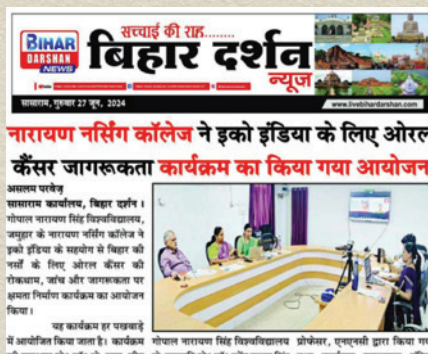 सच्चाई की राह........
BIHAR
DARSHAN
NEWS
बिहार दर्शन
न्यूज
सासाराम, गुरुवार 27 जून, 2024
www.livebihardarshan.com
नारायण नर्सिंग कॉलेज ने इको इंडिया के लिए ओरल
कैंसर जागरूकता कार्यक्रम का किया गया आयोजन
असलम परवेज़
सासाराम कार्यालय, बिहार दर्शन ।
गोपाल नारायण सिंह विश्वविद्यालय,
जमुहार के नारायण नर्सिंग कॉलेज ने
इको इंडिया के सहयोग से बिहार की
नर्सों के लिए ओरल कैंसर की
रोकथाम, जांच और जागरूकता पर
क्षमता निर्माण कार्यक्रम का आयोजन
किया।
यह कार्यक्रम हर पखवाड़े
में आयोजित किया जाता है। कार्यक्रम
गोपाल नारायण सिंह विश्वविद्यालय
प्रोफेसर, एनएनसी द्वारा किया गय